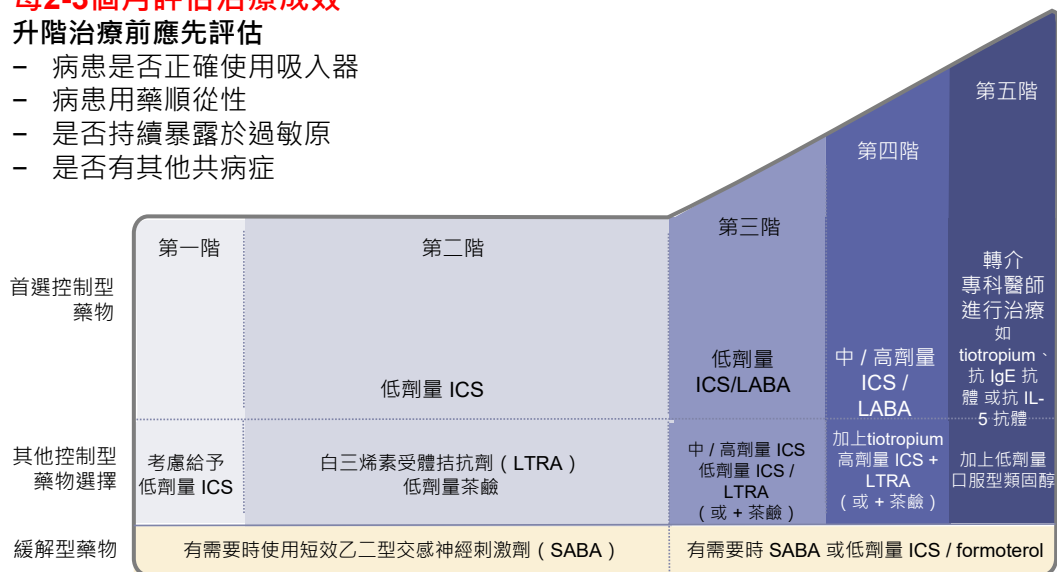 每2-3個月評估治療成效
升階治療前應先評估
– 病患是否正確使用吸入器
– 病患用藥順從性
– 是否持續暴露於過敏原
– 是否有其他共病症
第一階
第二階
第三階
第四階
第五階
首選控制型
藥物
低劑量 ICS
低劑量
ICS/LABA
中 / 高劑量
ICS /
LABA
轉介
專科醫師
進行治療
如
tiotropium、
抗 IgE 抗
體 或抗 IL-
5 抗體
其他控制型
藥物選擇
考慮給予
低劑量 ICS
白三烯素受體拮抗劑（LTRA）
低劑量茶鹼
中 / 高劑量 ICS
低劑量 ICS /
LTRA
（或 + 茶鹼）
加上tiotropium
高劑量 ICS +
LTRA
（或 + 茶鹼）
加上低劑量
口服型類固醇
緩解型藥物
有需要時使用短效乙二型交感神經刺激劑（SABA）
有需要時 SABA 或低劑量 ICS / formoterol